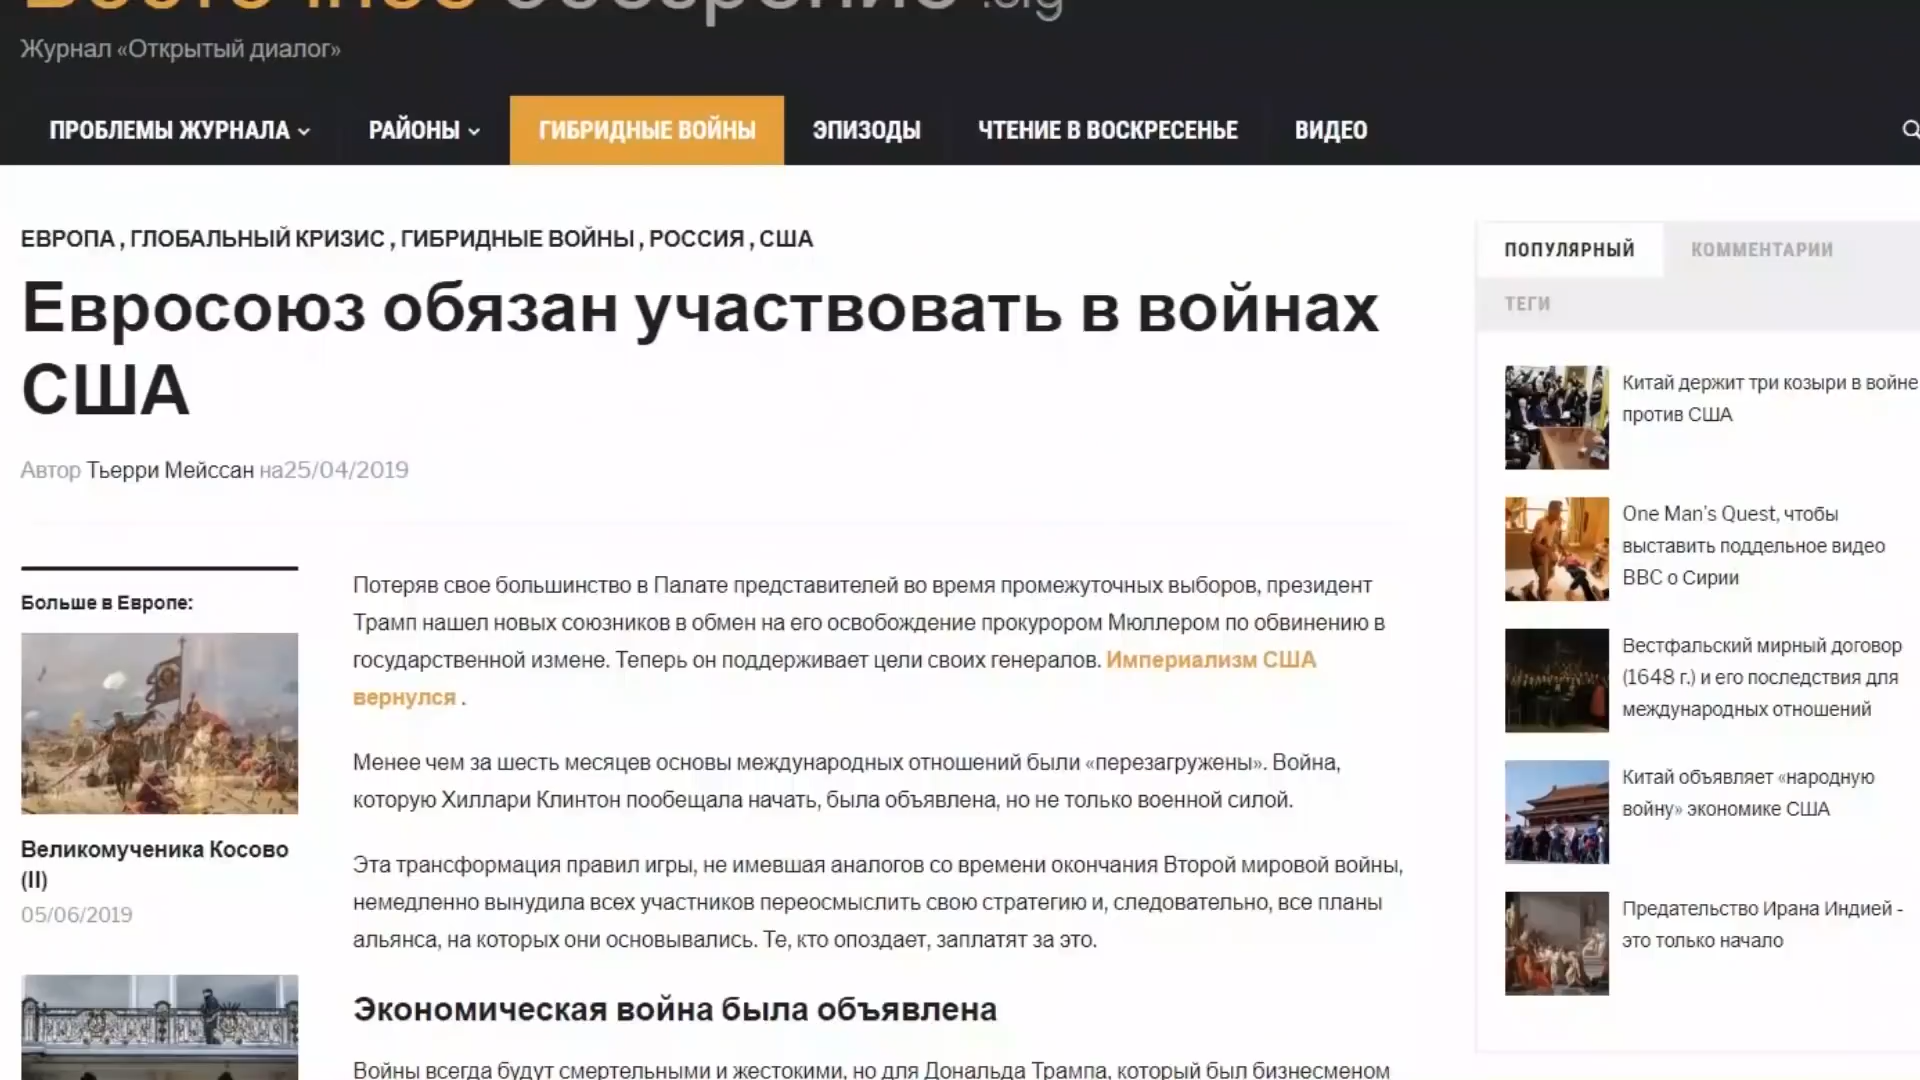 Восточное обозрение .org
Журнал «Открытый диалог»
ПРОБЛЕМЫ ЖУРНАЛА
РАЙОНЫ
ГИБРИДНЫЕ ВОЙНЫ
ЭПИЗОДЫ
ЧТЕНИЕ В ВОСКРЕСЕНЬЕ
ВИДЕО
ЕВРОПА , ГЛОБАЛЬНЫЙ КРИЗИС , ГИБРИДНЫЕ ВОЙНЫ , РОССИЯ , США
Евросоюз обязан участвовать в войнах
США
Автор Тьерри Мейссан на25/04/2019
Больше в Европе:
Великомученика Косово
(II)
05/06/2019
Потеряв свое большинство в Палате представителей во время промежуточных выборов, президент
Трамп нашел новых союзников в обмен на его освобождение прокурором Мюллером по обвинению в
государственной измене. Теперь он поддерживает цели своих генералов. Империализм США
вернулся .
Менее чем за шесть месяцев основы международных отношений были «перезагружены». Война,
которую Хиллари Клинтон пообещала начать, была объявлена, но не только военной силой.
Эта трансформация правил игры, не имевшая аналогов со времени окончания Второй мировой войны,
немедленно вынудила всех участников переосмыслить свою стратегию и, следовательно, все планы
альянса, на которых они основывались. Те, кто опоздает, заплатят за это.
Экономическая война была объявлена
Войны всегда будут смертельными и жестокими, но для Дональда Трампа, который был бизнесменом
ПОПУЛЯРНЫЙ
КОММЕНТАРИИ
ТЕГИ
Китай держит три козыри в войне
против США
One Man's Quest, чтобы
выставить поддельное видео
BBC о Сирии
Вестфальский мирный договор
(1648 г.) и его последствия для
международных отношений
Китай объявляет «народную
войну» экономике США
Предательство Ирана Индией -
это только начало